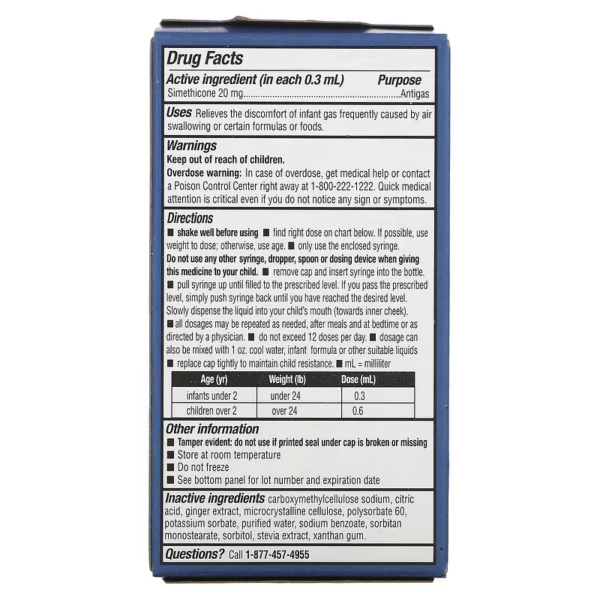 Drug Facts
Active ingredient (in each 0.3 mL) Purpose
Simethicone 20 mg.......................................................Antigas
Uses Relieves the discomfort of infant gas frequently caused by air
swallowing or certain formulas or foods.
Warnings
Keep out of reach of children.
Overdose warning: In case of overdose, get medical help or contact
a Poison Control Center right away at 1-800-222-1222. Quick medical
attention is critical even if you do not notice any sign or symptoms.
Directions
■ shake well before using ■ find right dose on chart below. If possible, use
weight to dose; otherwise, use age. ■ only use the enclosed syringe.
Do not use any other syringe, dropper, spoon or dosing device when giving
this medicine to your child. ■ remove cap and insert syringe into the bottle.
■ pull syringe up until filled to the prescribed level. If you pass the prescribed
level, simply push syringe back until you have reached the desired level.
Slowly dispense the liquid into your child's mouth (towards inner cheek).
■ all dosages may be repeated as needed, after meals and at bedtime or as
directed by a physician. ■ do not exceed 12 doses per day. ■ dosage can
also be mixed with 1 oz. cool water, infant formula or other suitable liquids
■ replace cap tightly to maintain child resistance. ■ mL = milliliter
Age (yr) Weight (lb) Dose (mL)
infants under 2 under 24 0.3
children over 2 over 24 0.6
Other information
■ Tamper evident: do not use if printed seal under cap is broken or missing
■ Store at room temperature
■ Do not freeze
■ See bottom panel for lot number and expiration date
Inactive ingredients carboxymethylcellulose sodium, citric
acid, ginger extract, microcrystalline cellulose, polysorbate 60,
potassium sorbate, purified water, sodium benzoate, sorbitan
monostearate, sorbitol, stevia extract, xanthan gum.
Questions? Call 1-877-457-4955